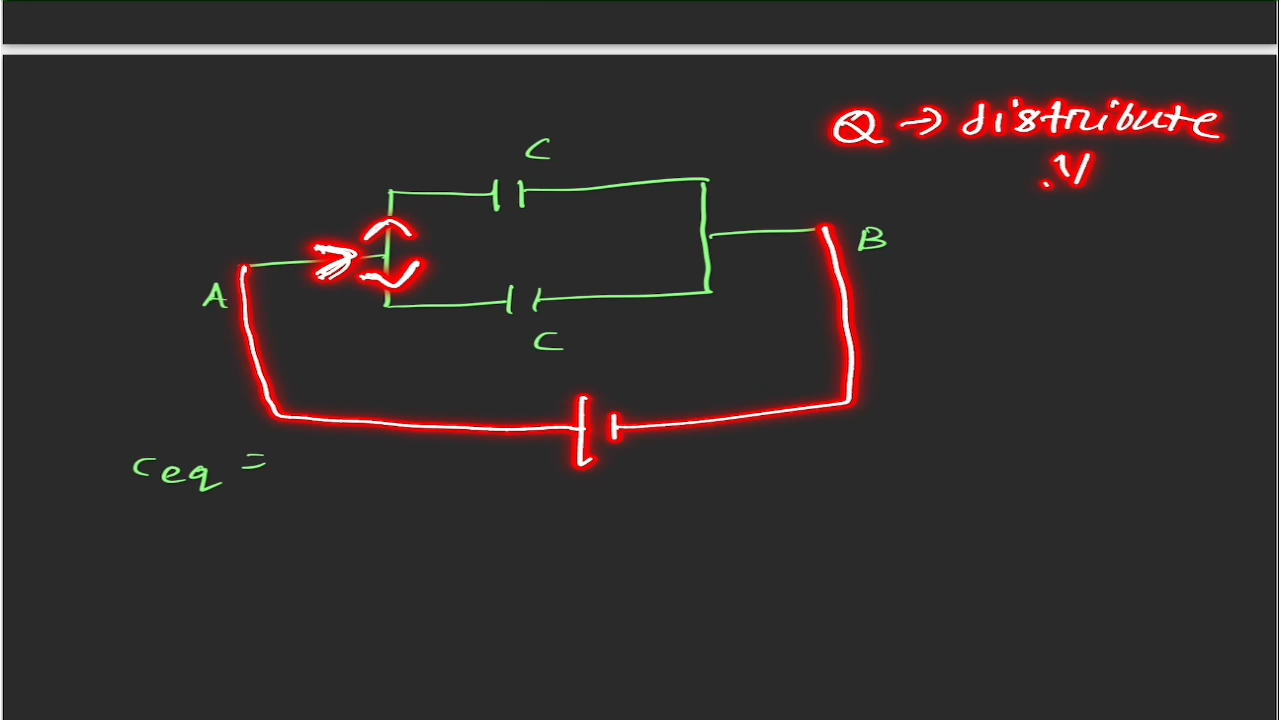 Q → distribute
.V
C
B
A
C
Ceq =